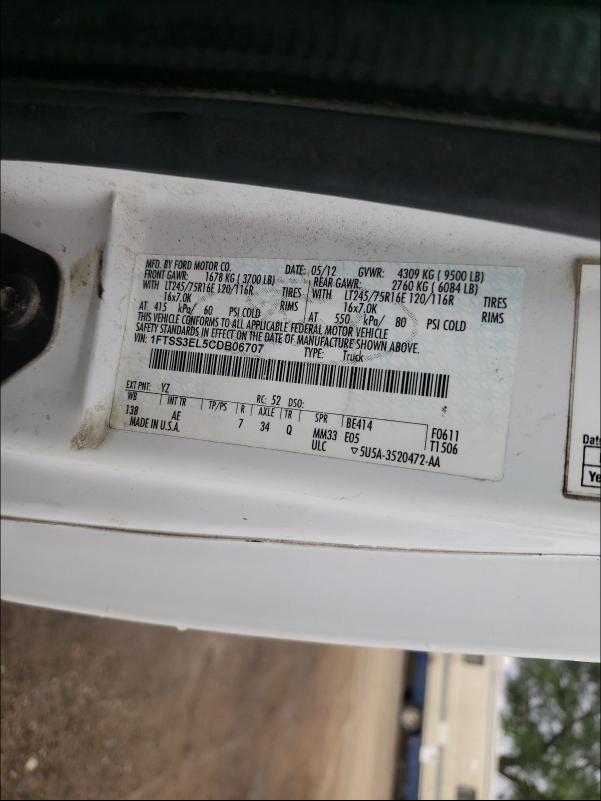 MFD. BY FORD MOTOR CO. DATE: 05/12 GVWR: 4309 KG ( 9500 LB)
FRONT GAWR: 1678 KG ( 3700 LB) REAR GAWR: 2760 KG ( 6084 LB)
WITH LT245/75R16E 120/116R TIRES WITH LT245/75R16E 120/116R TIRES
16x7.0K RIMS 16x7.0K RIMS
AT 415 kPa/ 60 PSI COLD AT 550 kPa/ 80 PSI COLD
THIS VEHICLE CONFORMS TO ALL APPLICABLE FEDERAL MOTOR VEHICLE
SAFETY STANDARDS IN EFFECT ON THE DATE OF MANUFACTURE SHOWN ABOVE.
VIN: 1FTSS3EL5CDB06707 TYPE: Truck
EXT PNT: YZ RC: 52 DSO:
WB INT TR TP/PS R AXLE TR SPR BE414 F0611
138 AE 7 34 Q MM33 E05 T1506
MADE IN U.S.A. ULC ▽5U5A-3520472-AA
Date
Ye